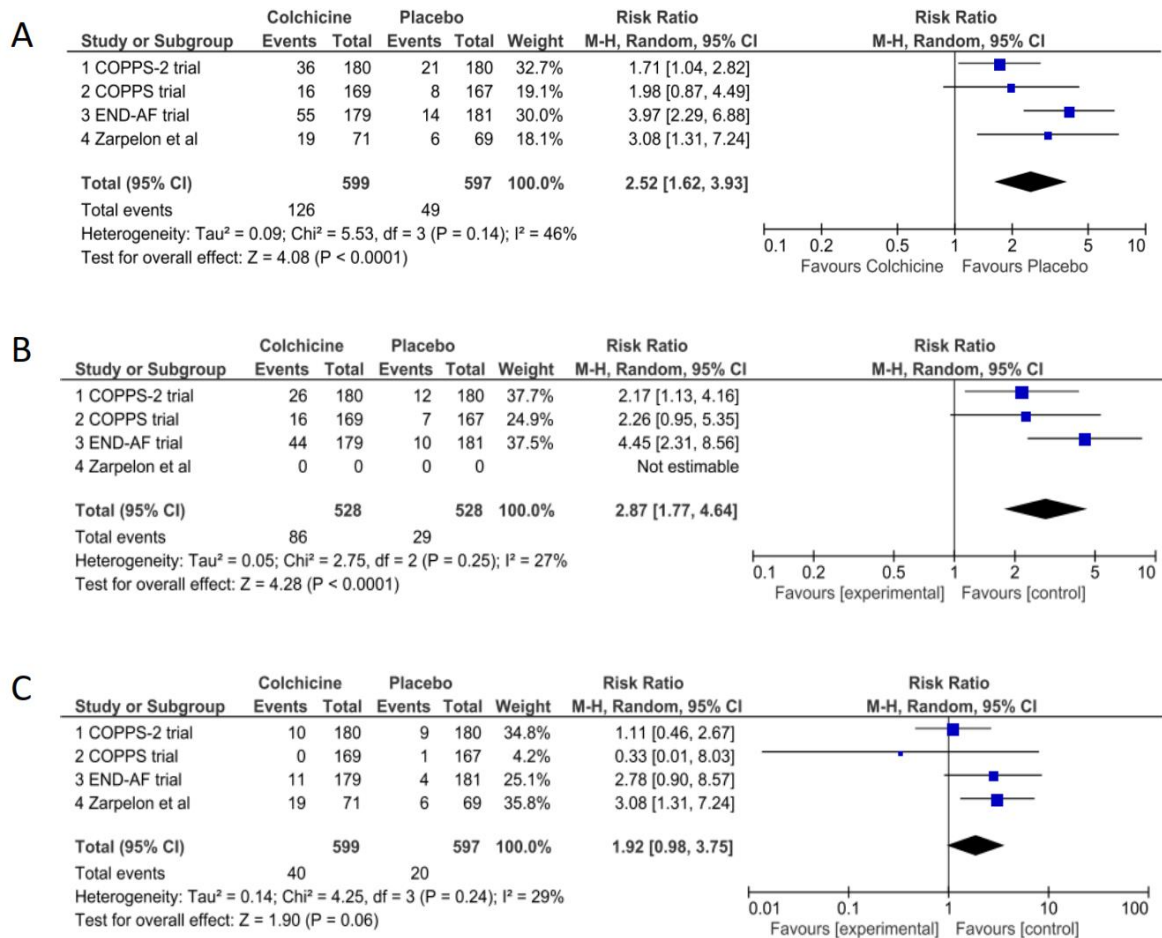 A
Colchicine Placebo Risk Ratio Risk Ratio
Study or Subgroup Events Total Events Total Weight M-H, Random, 95% CI M-H, Random, 95% CI
1 COPPS-2 trial 36 180 21 180 32.7% 1.71 [1.04, 2.82]
2 COPPS trial 16 169 8 167 19.1% 1.98 [0.87, 4.49]
3 END-AF trial 55 179 14 181 30.0% 3.97 [2.29, 6.88]
4 Zarpelon et al 19 71 6 69 18.1% 3.08 [1.31, 7.24]
Total (95% CI) 599 597 100.0% 2.52 [1.62, 3.93]
Total events 126 49
Heterogeneity: Tau² = 0.09; Chi² = 5.53, df = 3 (P = 0.14); I² = 46%
Test for overall effect: Z = 4.08 (P < 0.0001)
0.1 0.2 0.5 1 2 5 10
Favours Colchicine Favours Placebo
B
Colchicine Placebo Risk Ratio Risk Ratio
Study or Subgroup Events Total Events Total Weight M-H, Random, 95% CI M-H, Random, 95% CI
1 COPPS-2 trial 26 180 12 180 37.7% 2.17 [1.13, 4.16]
2 COPPS trial 16 169 7 167 24.9% 2.26 [0.95, 5.35]
3 END-AF trial 44 179 10 181 37.5% 4.45 [2.31, 8.56]
4 Zarpelon et al 0 0 0 0 Not estimable
Total (95% CI) 528 528 100.0% 2.87 [1.77, 4.64]
Total events 86 29
Heterogeneity: Tau² = 0.05; Chi² = 2.75, df = 2 (P = 0.25); I² = 27%
Test for overall effect: Z = 4.28 (P < 0.0001)
0.1 0.2 0.5 1 2 5 10
Favours [experimental] Favours [control]
C
Colchicine Placebo Risk Ratio Risk Ratio
Study or Subgroup Events Total Events Total Weight M-H, Random, 95% CI M-H, Random, 95% CI
1 COPPS-2 trial 10 180 9 180 34.8% 1.11 [0.46, 2.67]
2 COPPS trial 0 169 1 167 4.2% 0.33 [0.01, 8.03]
3 END-AF trial 11 179 4 181 25.1% 2.78 [0.90, 8.57]
4 Zarpelon et al 19 71 6 69 35.8% 3.08 [1.31, 7.24]
Total (95% CI) 599 597 100.0% 1.92 [0.98, 3.75]
Total events 40 20
Heterogeneity: Tau² = 0.14; Chi² = 4.25, df = 3 (P = 0.24); I² = 29%
Test for overall effect: Z = 1.90 (P = 0.06)
0.01 0.1 1 10 100
Favours [experimental] Favours [control]